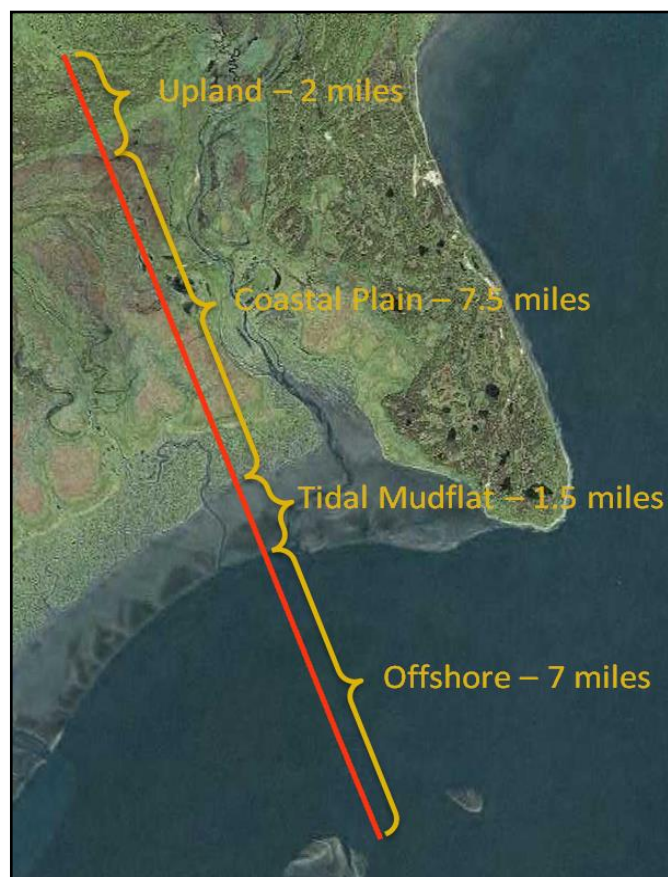 Upland – 2 miles
Coastal Plain – 7.5 miles
Tidal Mudflat – 1.5 miles
Offshore – 7 miles